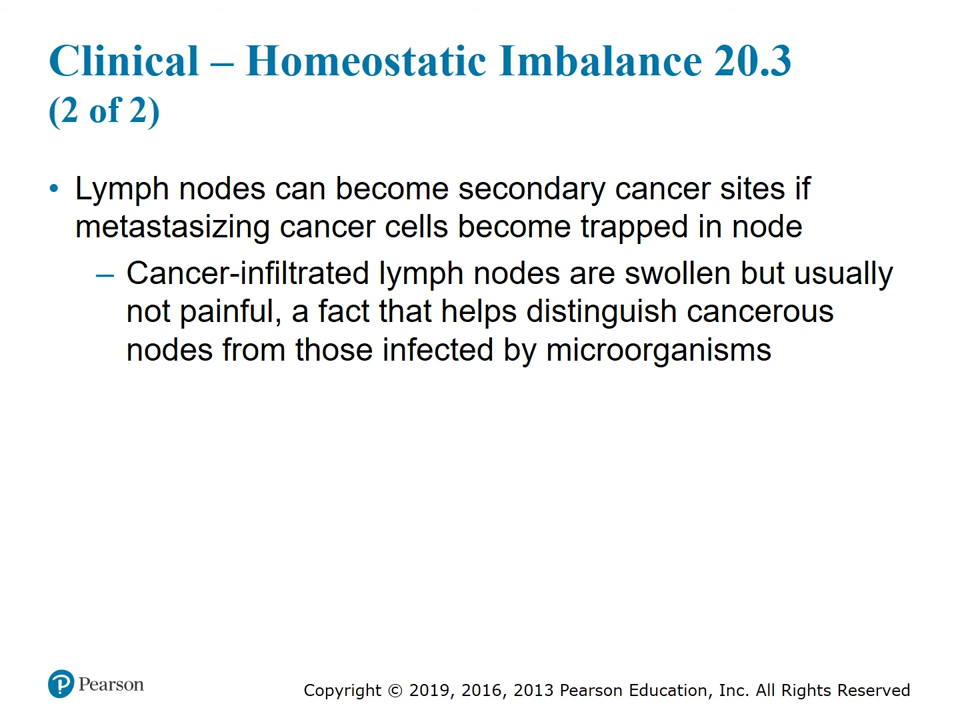 Clinical – Homeostatic Imbalance 20.3
(2 of 2)
• Lymph nodes can become secondary cancer sites if
metastasizing cancer cells become trapped in node
– Cancer-infiltrated lymph nodes are swollen but usually
not painful, a fact that helps distinguish cancerous
nodes from those infected by microorganisms
Pearson
Copyright © 2019, 2016, 2013 Pearson Education, Inc. All Rights Reserved